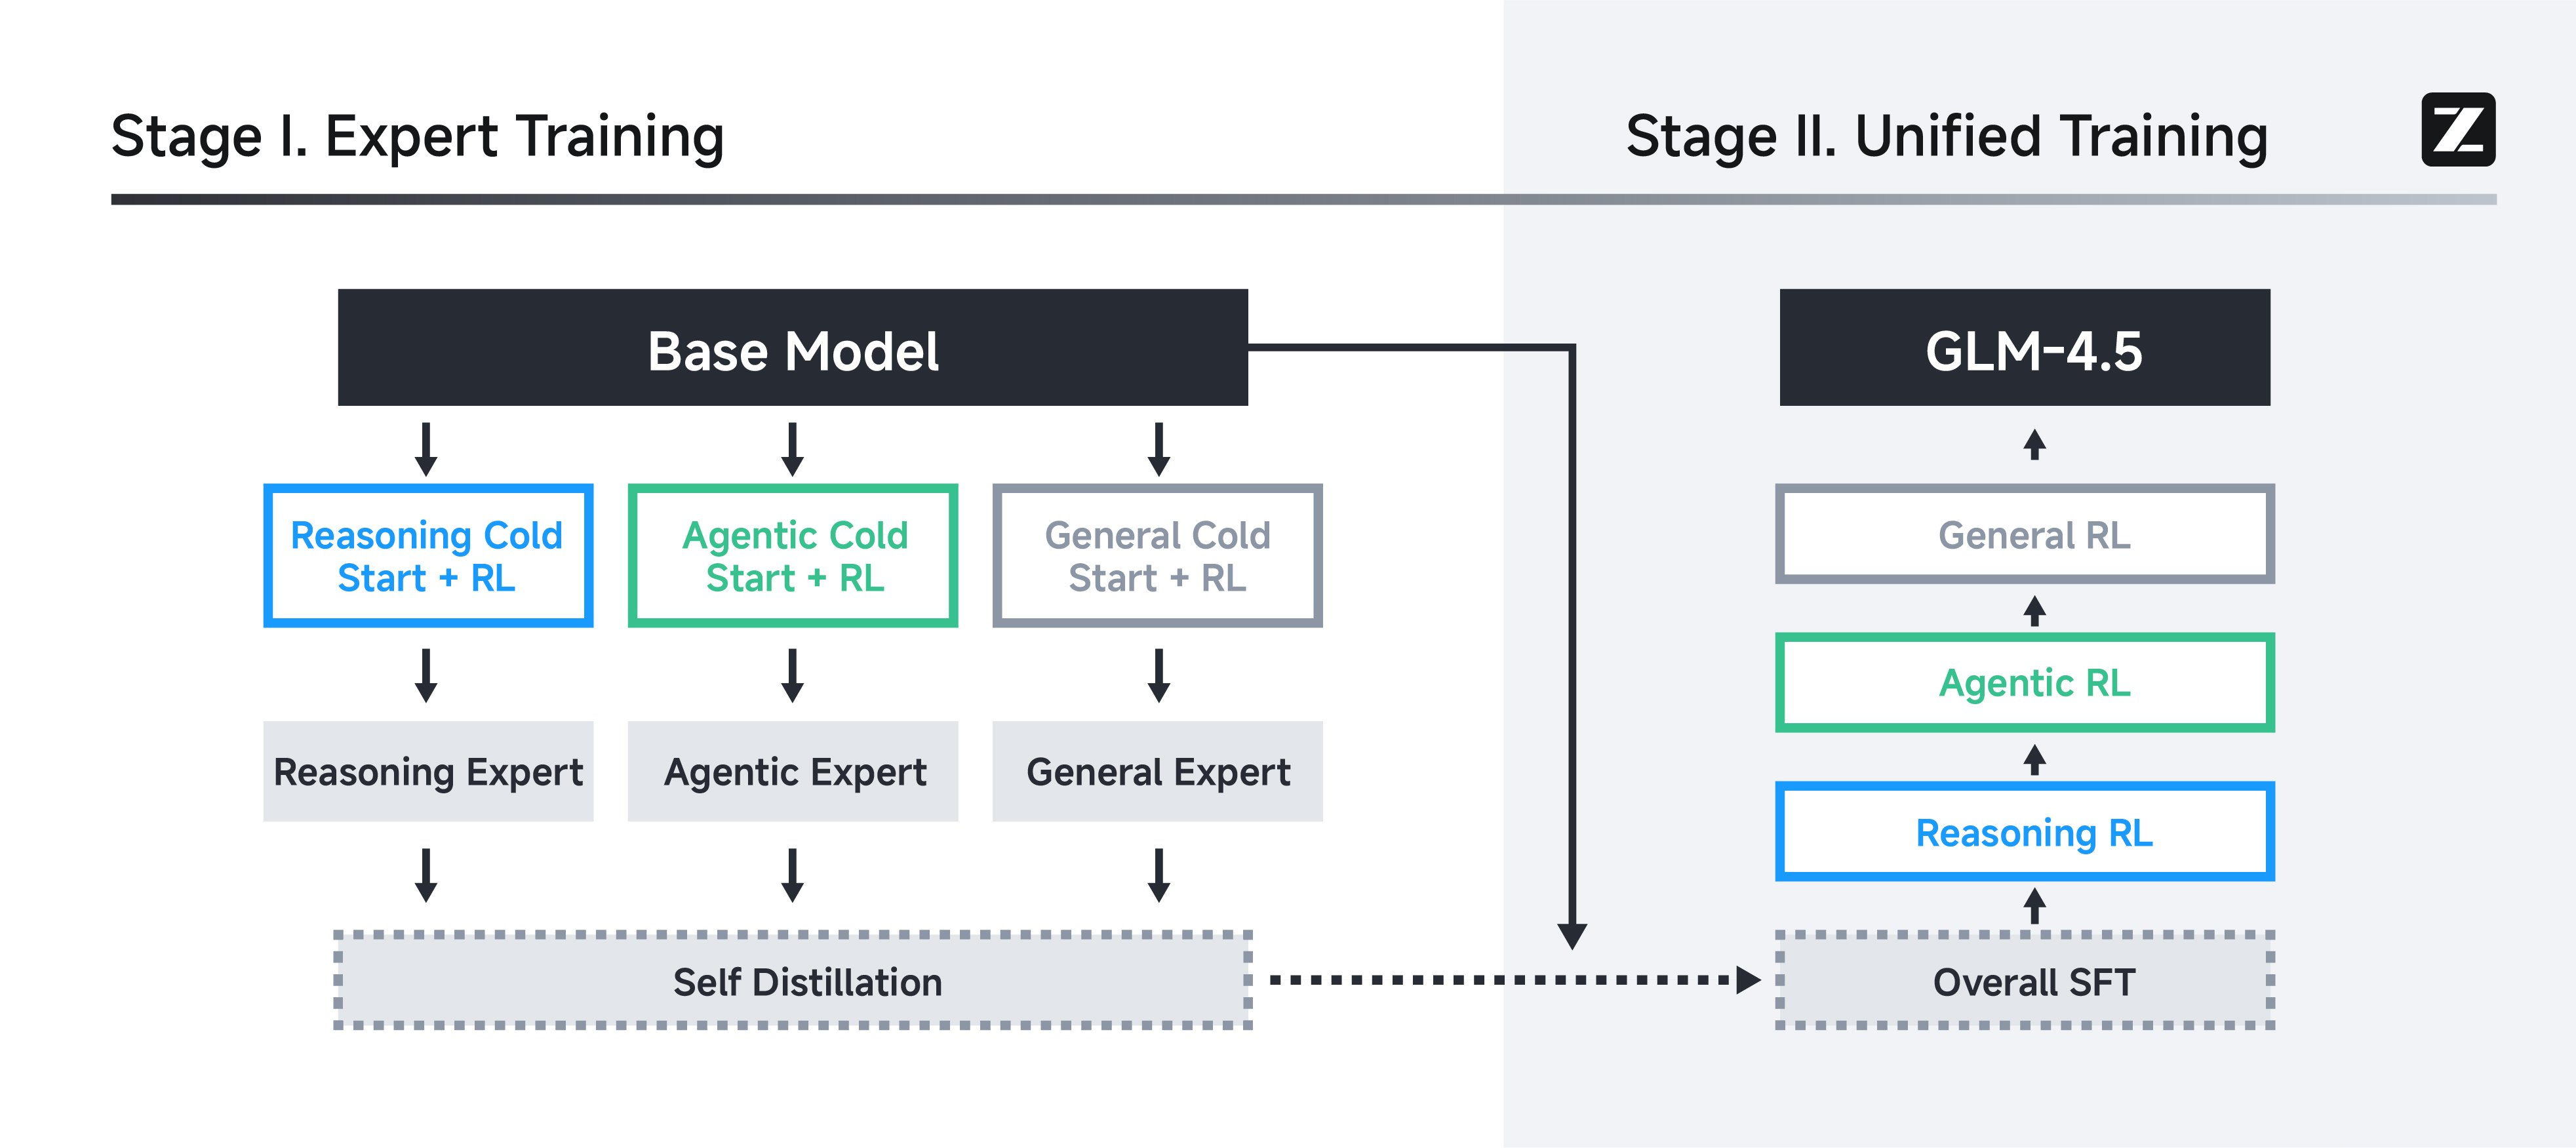 Stage I. Expert Training
Stage II. Unified Training
Z
Base Model
GLM-4.5
Reasoning Cold
Start + RL
Agentic Cold
Start + RL
General Cold
Start + RL
General RL
Agentic RL
Reasoning Expert
Agentic Expert
General Expert
Reasoning RL
Self Distillation
Overall SFT